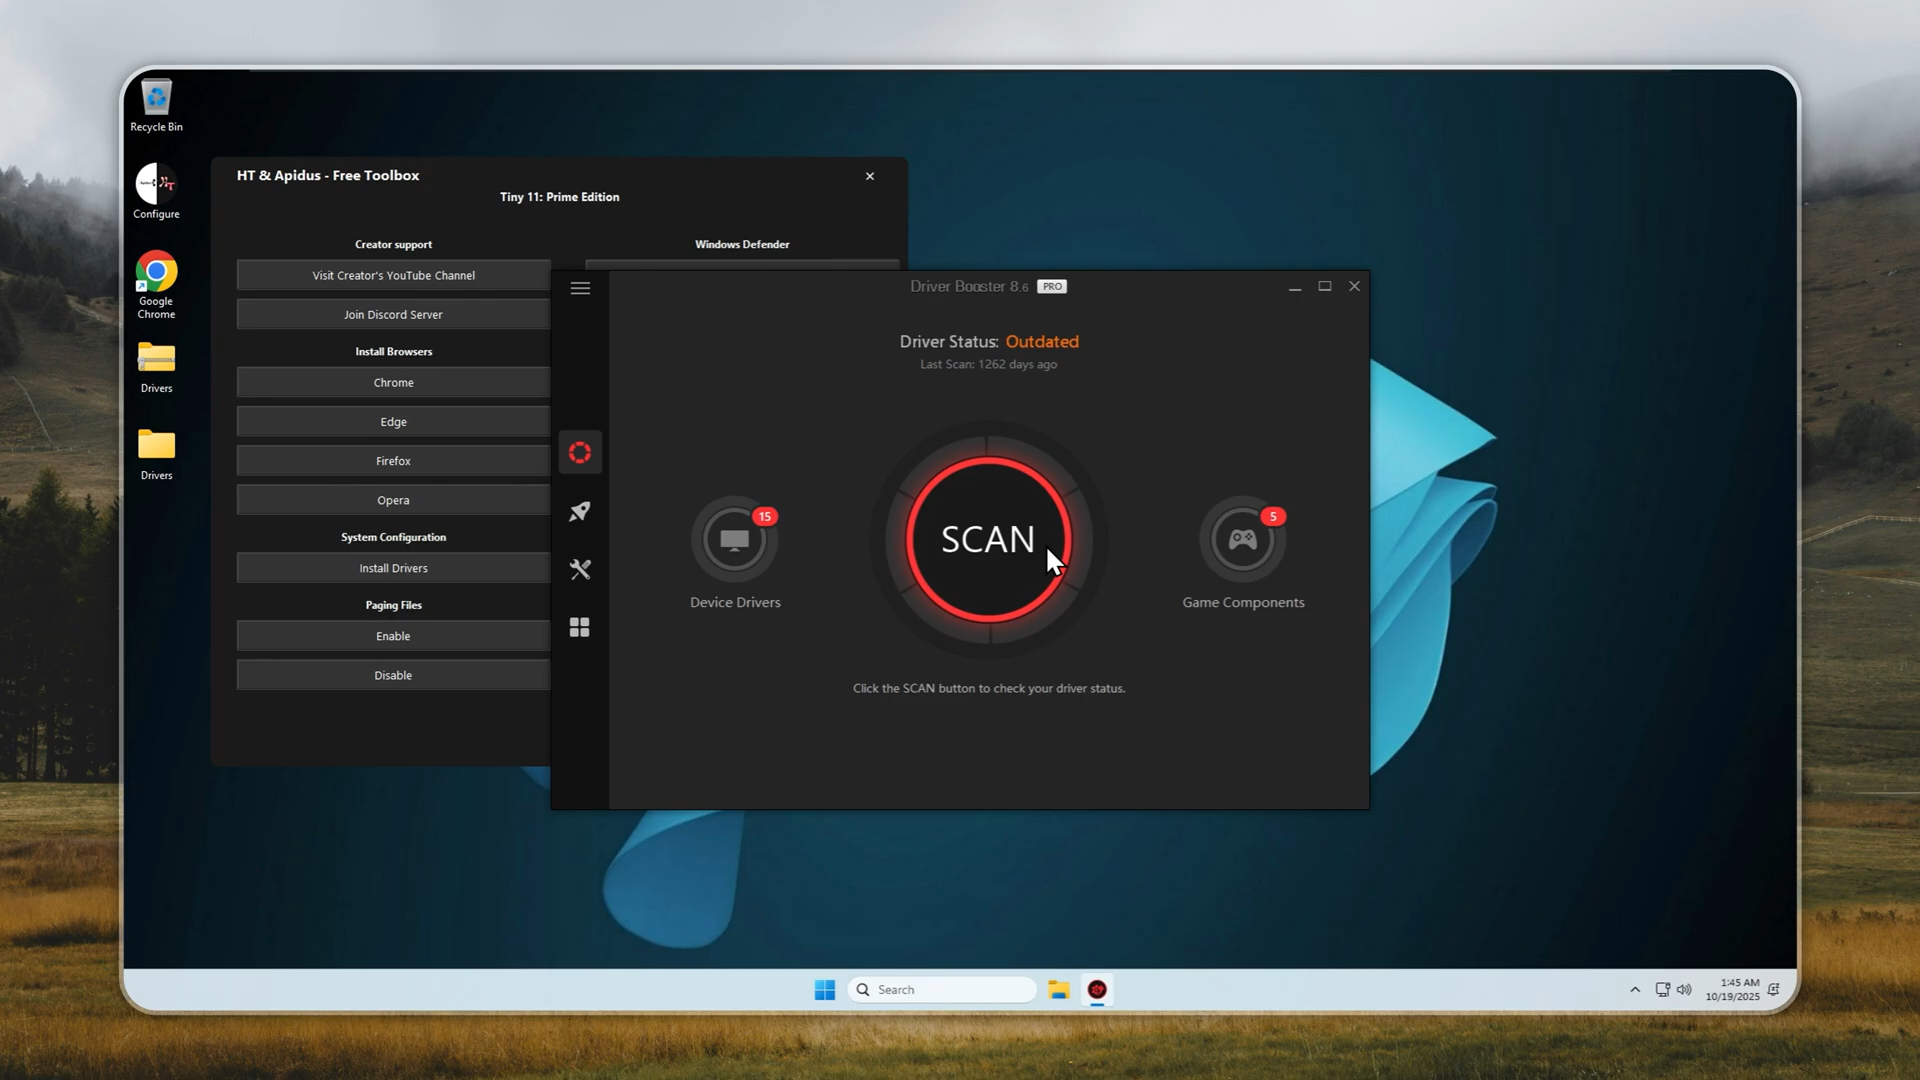 Recycle Bin
Configure
Google
Chrome
Drivers
Drivers
HT & Apidus - Free Toolbox
Tiny 11: Prime Edition
Creator support
Visit Creator's YouTube Channel
Join Discord Server
Install Browsers
Chrome
Edge
Firefox
Opera
System Configuration
Install Drivers
Paging Files
Enable
Disable
Windows Defender
Driver Booster 8.6 PRO
Driver Status: Outdated
Last Scan: 1262 days ago
15
Device Drivers
SCAN
5
Game Components
Click the SCAN button to check your driver status.
Search
1:45 AM
10/19/2025